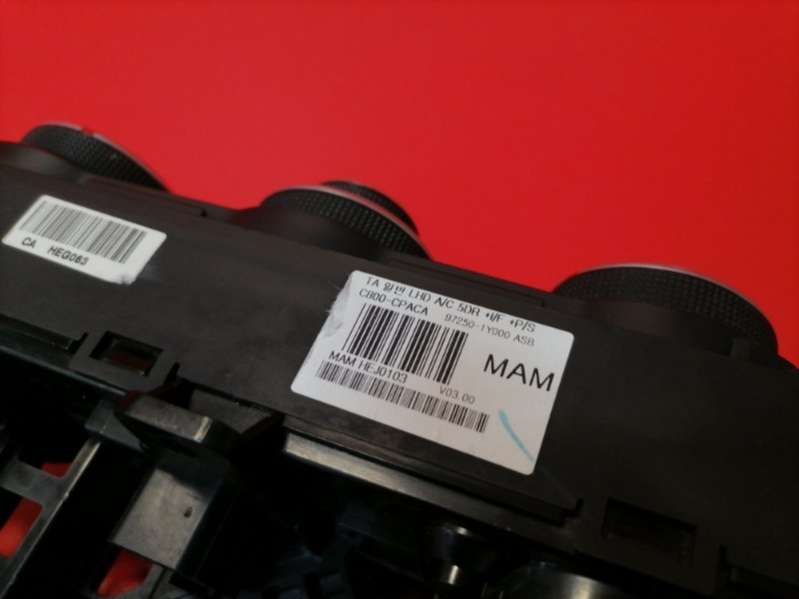 CA HEG063
TA 일반 LHD A/C 5DR +I/F +P/S
C800-CPACA 97250-1Y000 ASB
MAM
MAM HEJ0103 V03.00